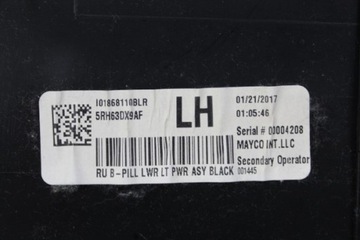 I01868110BLR
5RH63DX9AF
LH
01/21/2017
01:05:46
Serial # 00004208
MAYCO INT.LLC
Secondary Operator
001445
RU B-PILL LWR LT PWR ASY BLACK